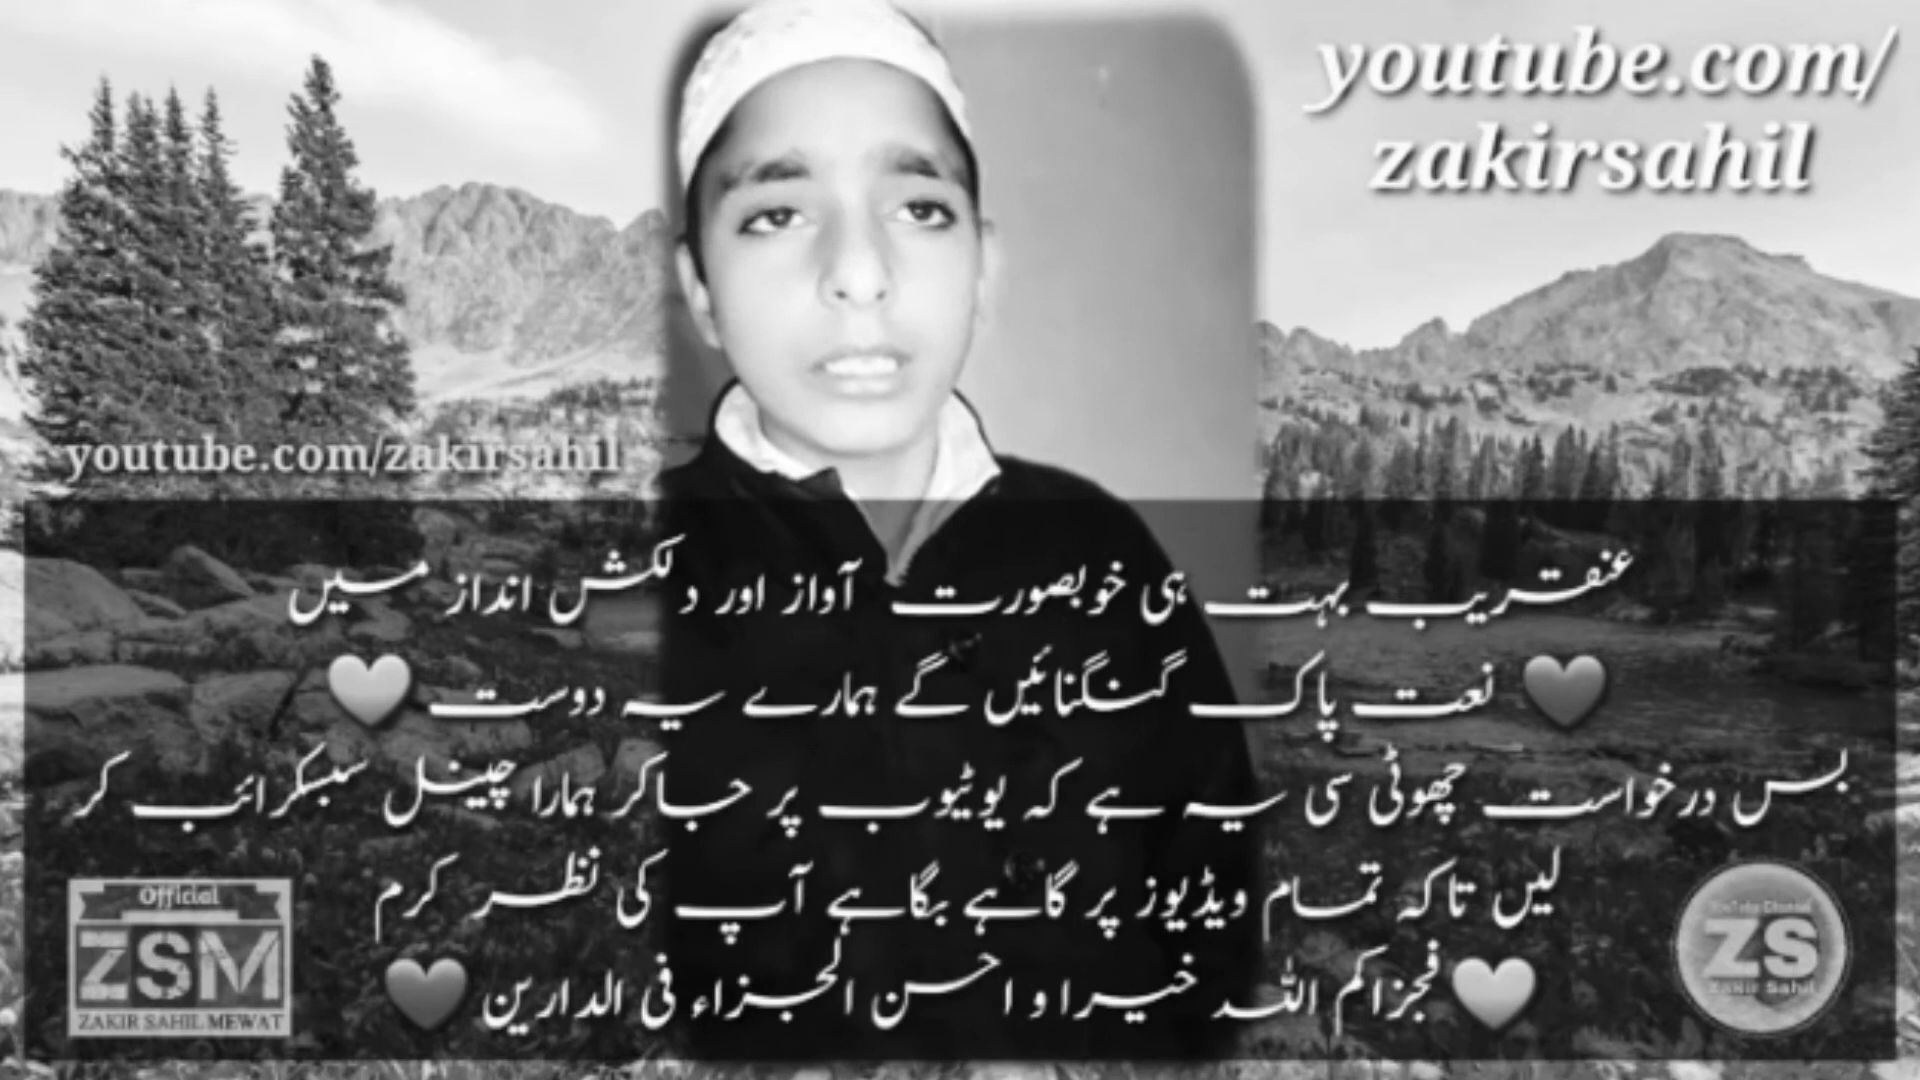 youtube.com/
zakirsahil
youtube.com/zakirsahil
عنقریب بہت ہی خوبصورت آواز اور دلکش انداز میں
🖤 نعت پاک گنگنائیں گے ہمارے یہ دوست 🤍
بس درخواست چھوٹی سی یہ ہے کہ یوٹیوب پر جاکر ہمارا چینل سبسکرائب کر
لیں تاکہ تمام ویڈیوز پر گاہے بگاہے آپ کی نظر کرم
🤍 فجزاکم اللہ خیرا و احسن الجزاء فی الدارین 🖤
Official
ZSM
ZAKIR SAHIL MEWAT
YouTube Channel
ZS
Zakir Sahil